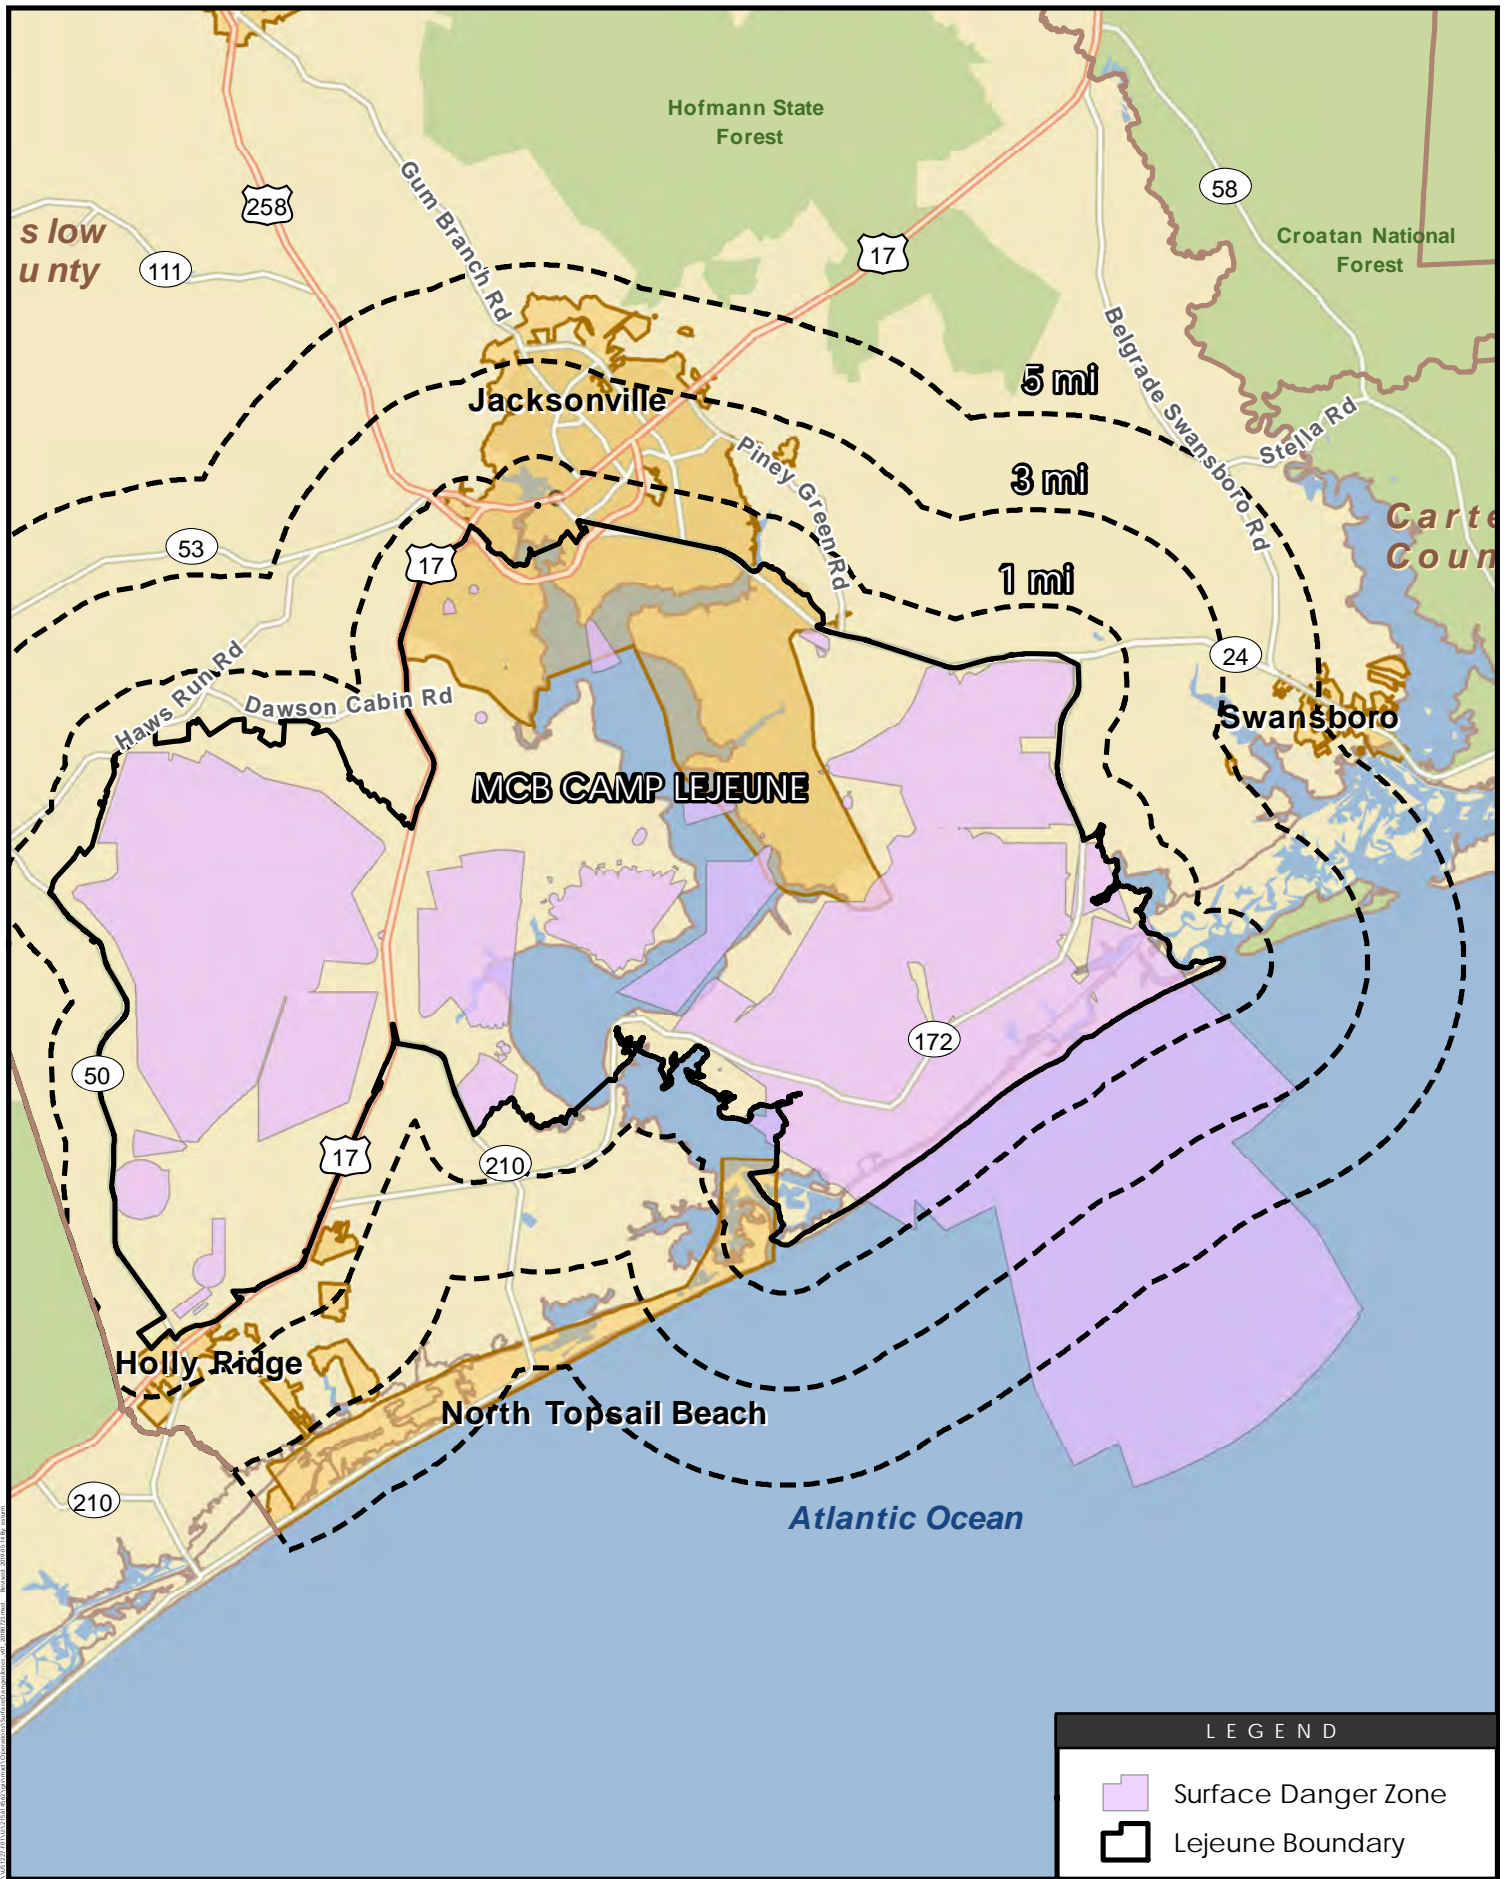 Hofmann State
Forest
258
Gum Branch Rd
58
s low
u nty
111
17
Croatan National
Forest
5 mi
Belgrade Swansboro Rd
Jacksonville
Stella Rd
Piney Green Rd
3 mi
Carte
Coun
53
17
1 mi
24
Haws Run Rd
Dawson Cabin Rd
Swansboro
MCB CAMP LEJEUNE
172
50
17
210
Holly Ridge
North Topsail Beach
210
Atlantic Ocean
LEGEND
Surface Danger Zone
Lejeune Boundary